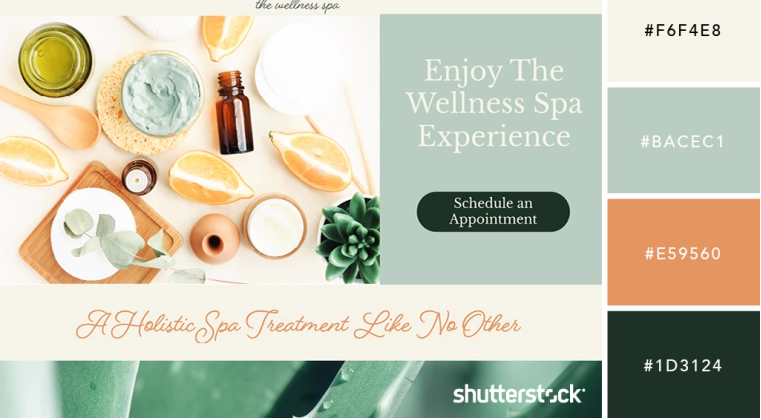 the wellness spa
Enjoy The
Wellness Spa
Experience
Schedule an
Appointment
A Holistic Spa Treatment Like No Other
shutterstock
#F6F4E8
#BACEC1
#E59560
#1D3124